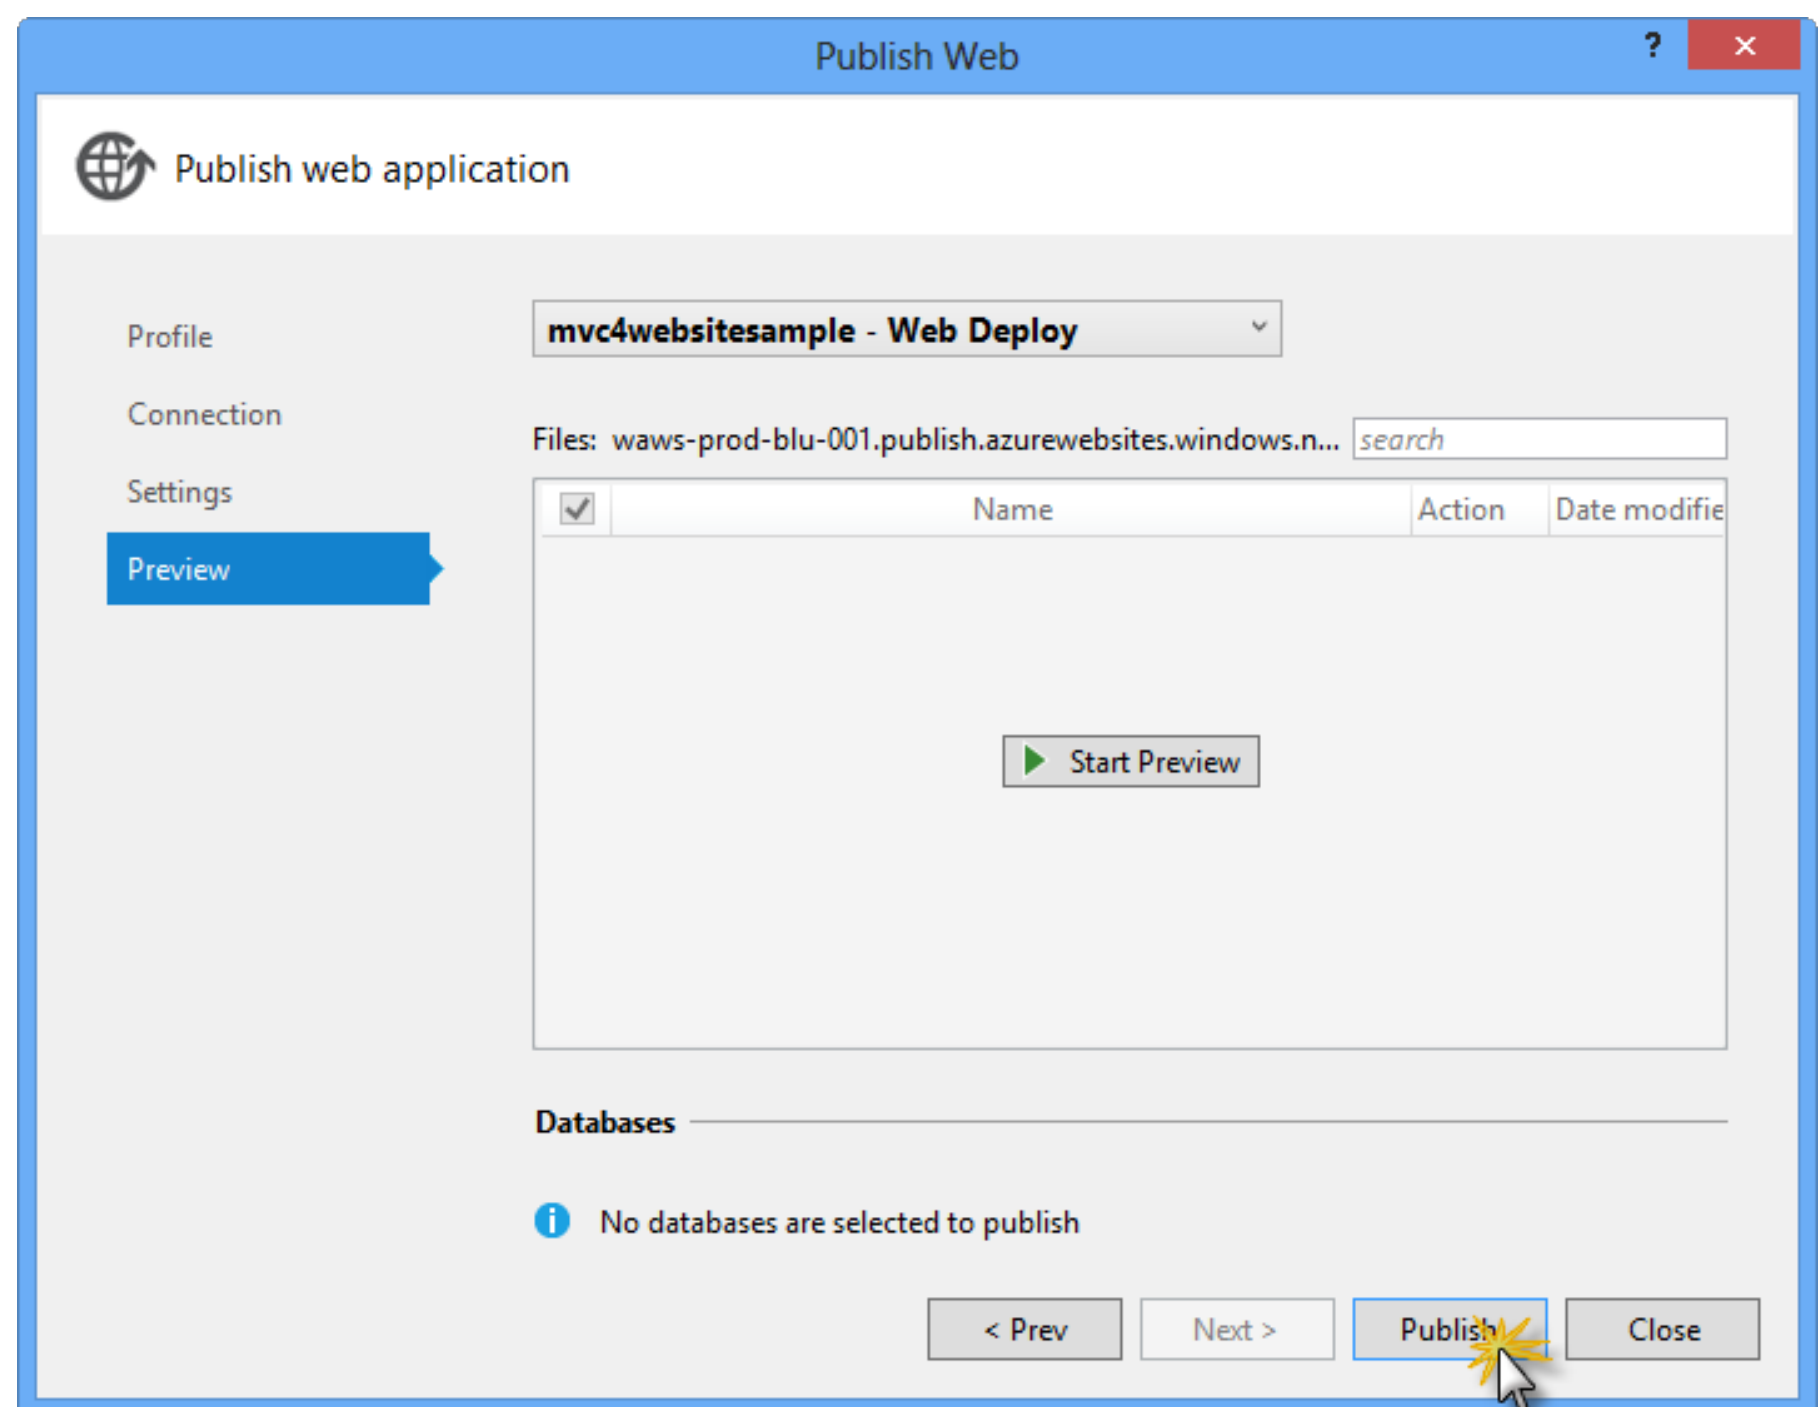 Publish Web
?
Publish web application
Profile
Connection
Settings
Preview
mvc4websitesample - Web Deploy
Files: waws-prod-blu-001.publish.azurewebsites.windows.n... search
Name Action Date modifie
Start Preview
Databases
No databases are selected to publish
< Prev Next > Publish Close